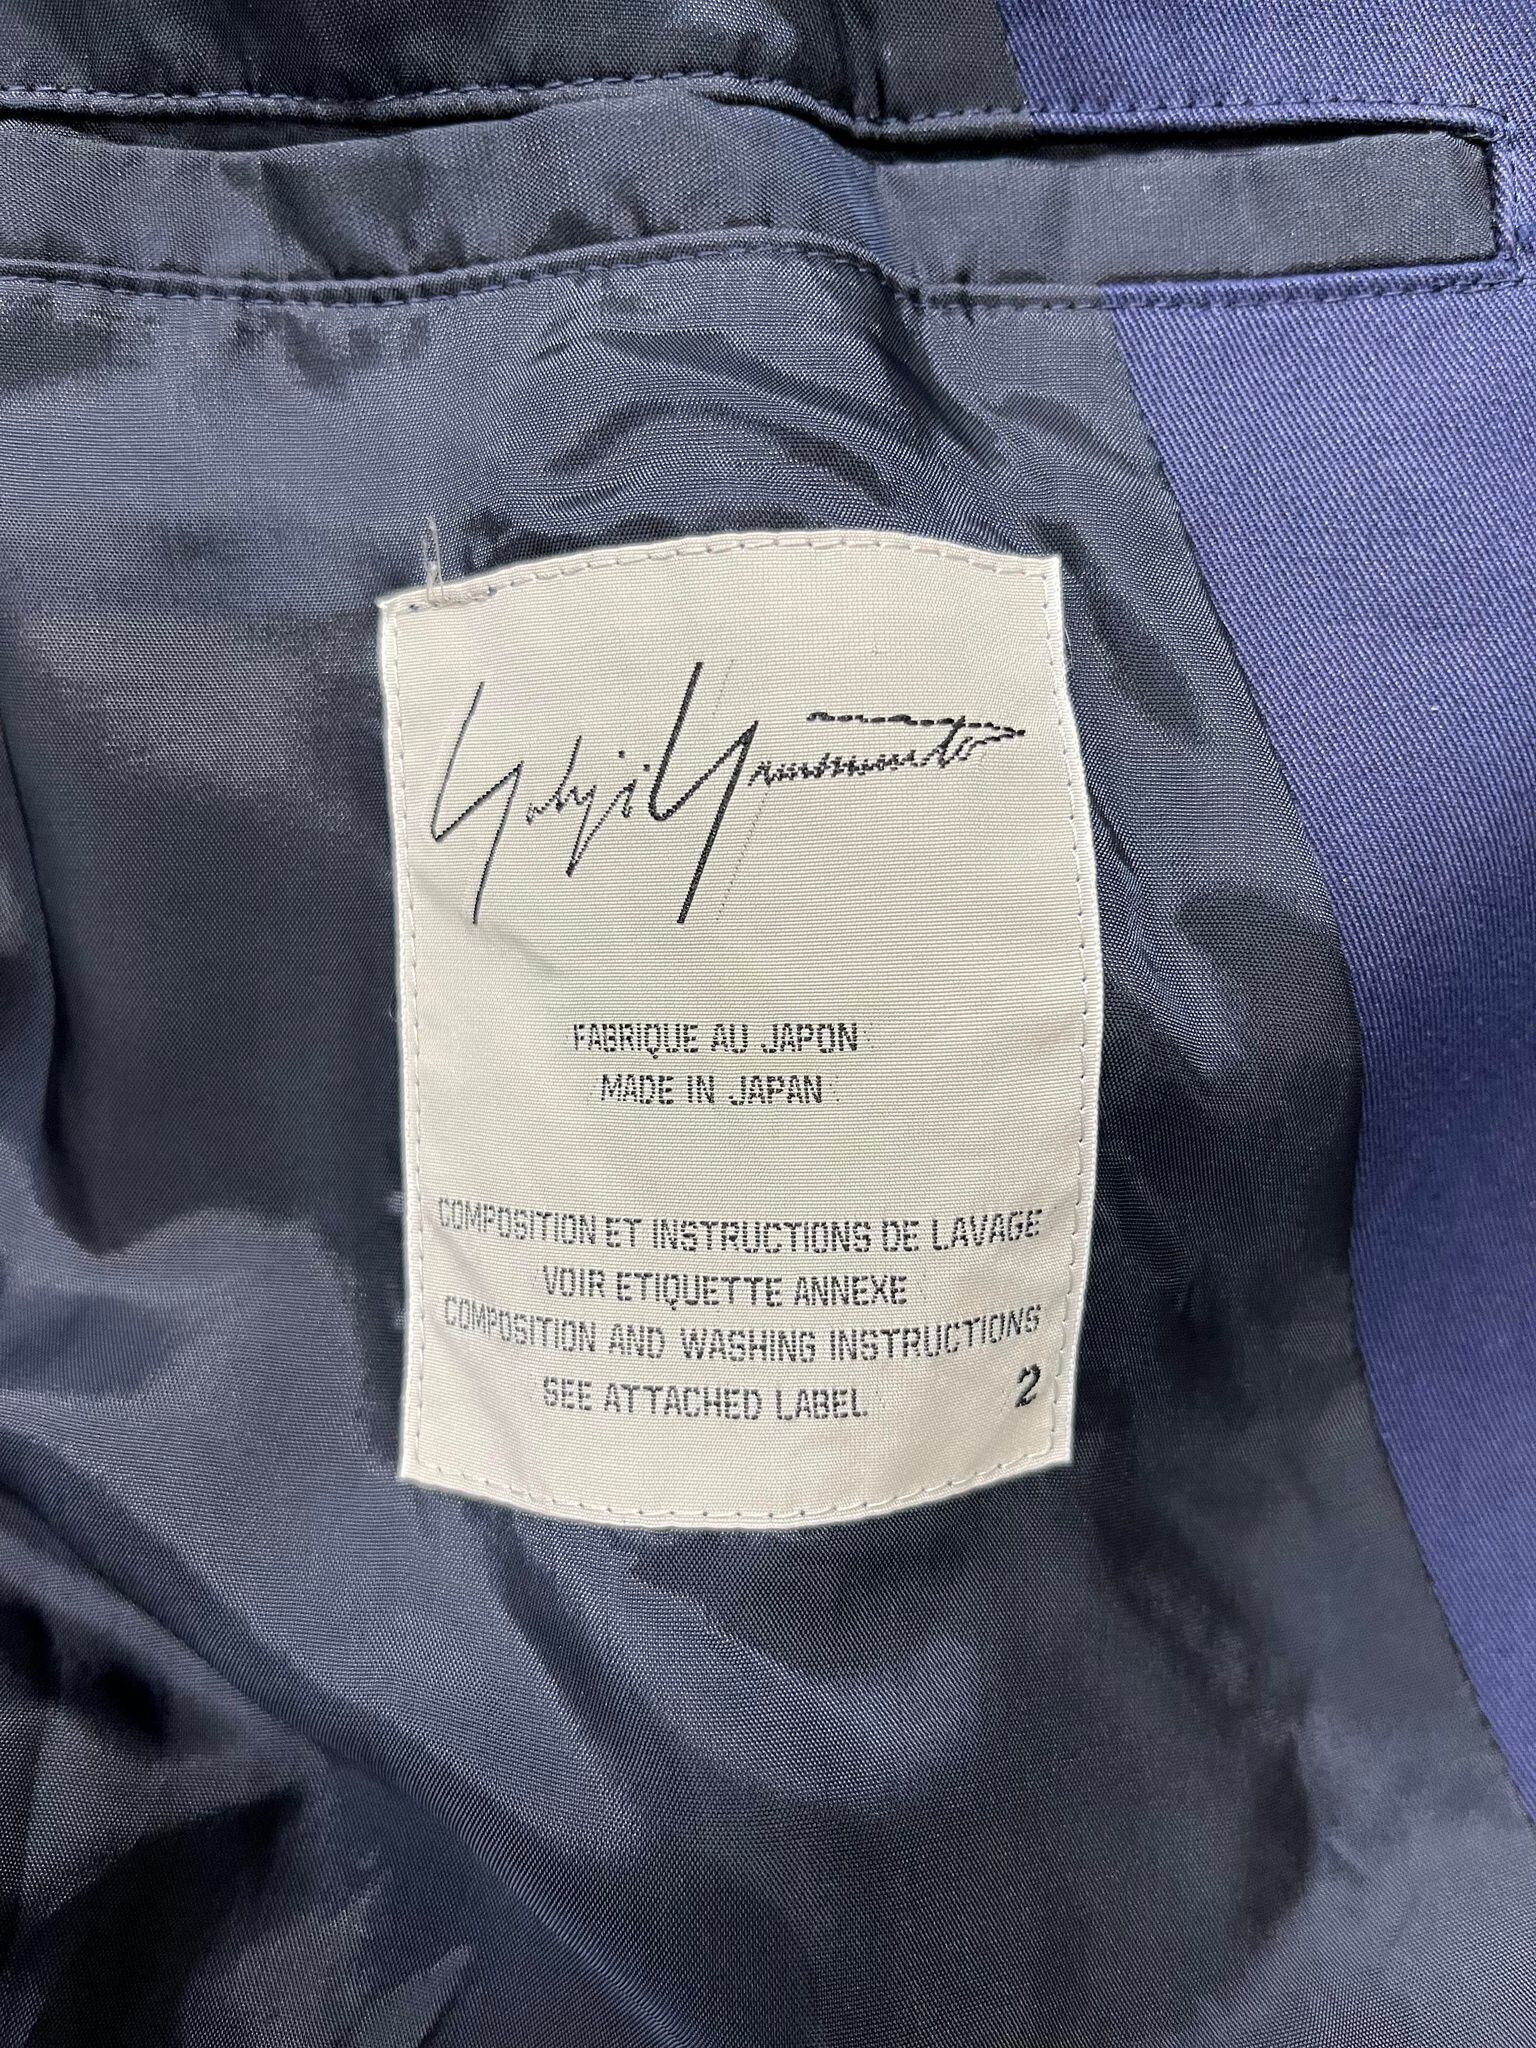 Yohji Yamamoto
FABRIQUE AU JAPON
MADE IN JAPAN
COMPOSITION ET INSTRUCTIONS DE LAVAGE
VOIR ETIQUETTE ANNEXE
COMPOSITION AND WASHING INSTRUCTIONS
SEE ATTACHED LABEL 2